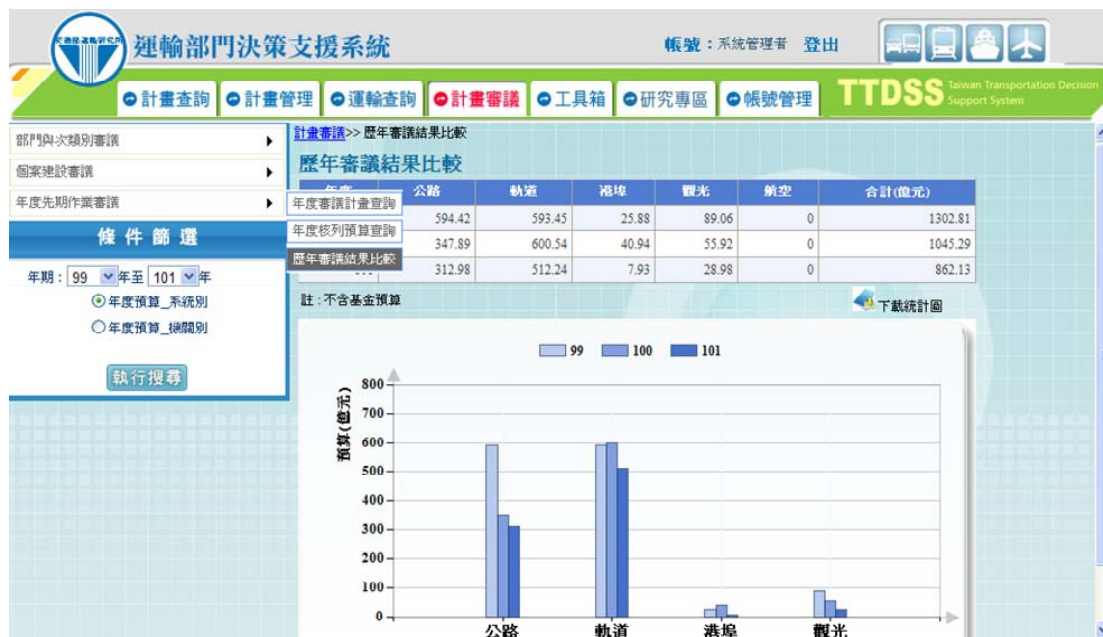 交通部運輸研究所
運輸部門決策支援系統
帳號：系統管理者 登出
計畫查詢 計畫管理 運輸查詢 計畫審議 工具箱 研究專區 帳號管理
TTDSS Taiwan Transportation Decision Support System
部門與次類別審議
個案建設審議
年度先期作業審議
條件篩選
年期：99 年至 101 年
年度預算_系統別
年度預算_機關別
執行搜尋
年度審議計畫查詢
年度核列預算查詢
歷年審議結果比較
計畫審議>> 歷年審議結果比較
歷年審議結果比較
年度 公路 軌道 港埠 觀光 航空 合計(億元)
594.42 593.45 25.88 89.06 0 1302.81
347.89 600.54 40.94 55.92 0 1045.29
312.98 512.24 7.93 28.98 0 862.13
註：不含基金預算
下載統計圖
99 100 101
預算(億元)
800
700
600
500
400
300
200
100
0
公路 軌道 港埠 觀光